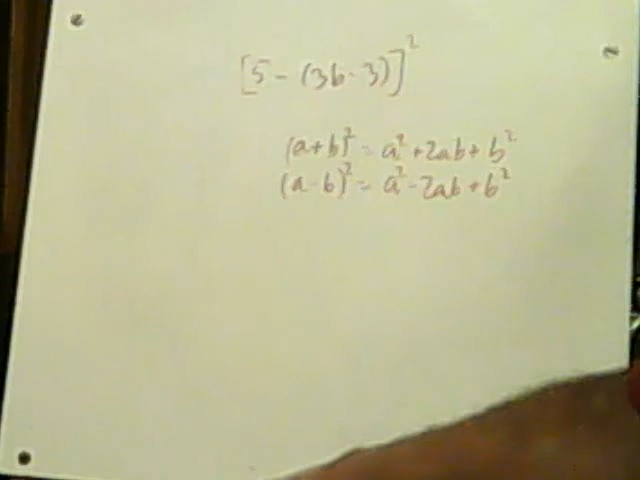 [5 - (3b - 3)]²
(a+b)² = a² + 2ab + b²
(a-b)² = a² - 2ab + b²